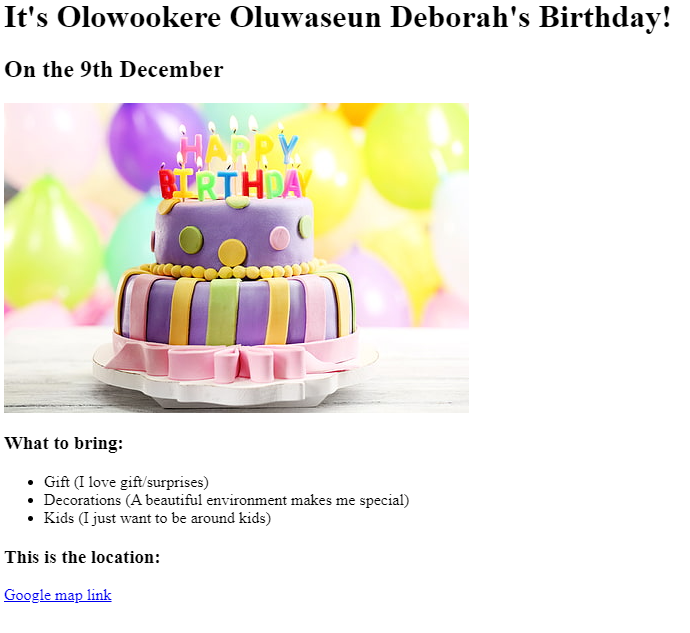 It's Olowookere Oluwaseun Deborah's Birthday!
On the 9th December
HAPPY
BIRTHDAY
What to bring:
Gift (I love gift/surprises)
Decorations (A beautiful environment makes me special)
Kids (I just want to be around kids)
This is the location:
Google map link